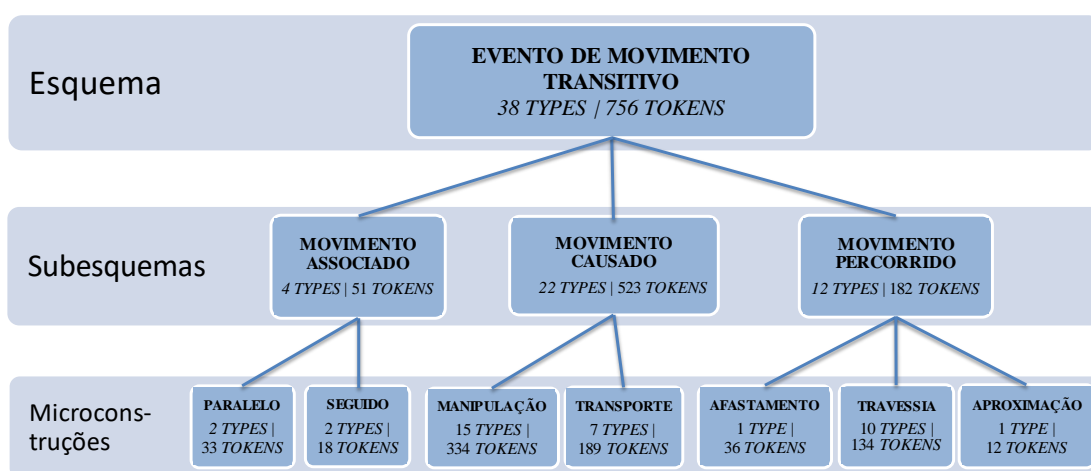 Esquema
EVENTO DE MOVIMENTO
TRANSITIVO
38 TYPES | 756 TOKENS
Subesquemas
MOVIMENTO
ASSOCIADO
4 TYPES | 51 TOKENS
MOVIMENTO
CAUSADO
22 TYPES | 523 TOKENS
MOVIMENTO
PERCORRIDO
12 TYPES | 182 TOKENS
Microcons-
truções
PARALELO
2 TYPES |
33 TOKENS
SEGUIDO
2 TYPES |
18 TOKENS
MANIPULAÇÃO
15 TYPES |
334 TOKENS
TRANSPORTE
7 TYPES |
189 TOKENS
AFASTAMENTO
1 TYPE |
36 TOKENS
TRAVESSIA
10 TYPES |
134 TOKENS
APROXIMAÇÃO
1 TYPE |
12 TOKENS